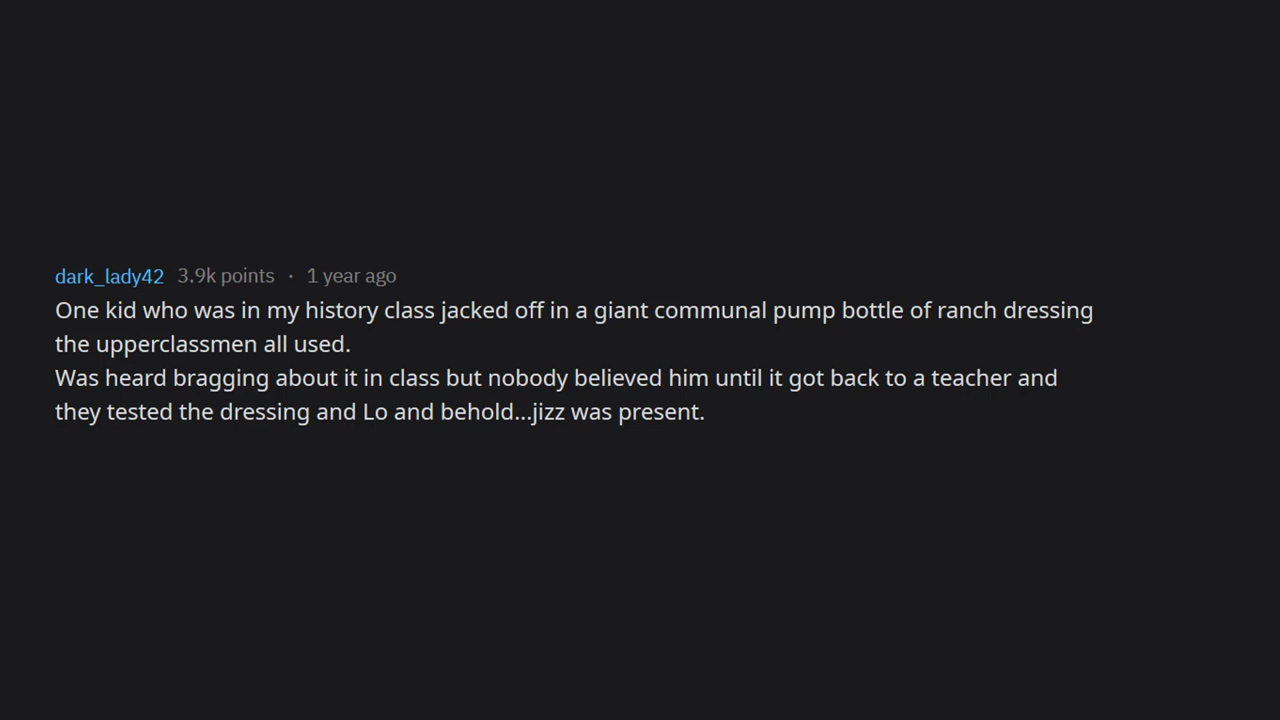 dark_lady42 3.9k points · 1 year ago
One kid who was in my history class jacked off in a giant communal pump bottle of ranch dressing
the upperclassmen all used.
Was heard bragging about it in class but nobody believed him until it got back to a teacher and
they tested the dressing and Lo and behold...jizz was present.